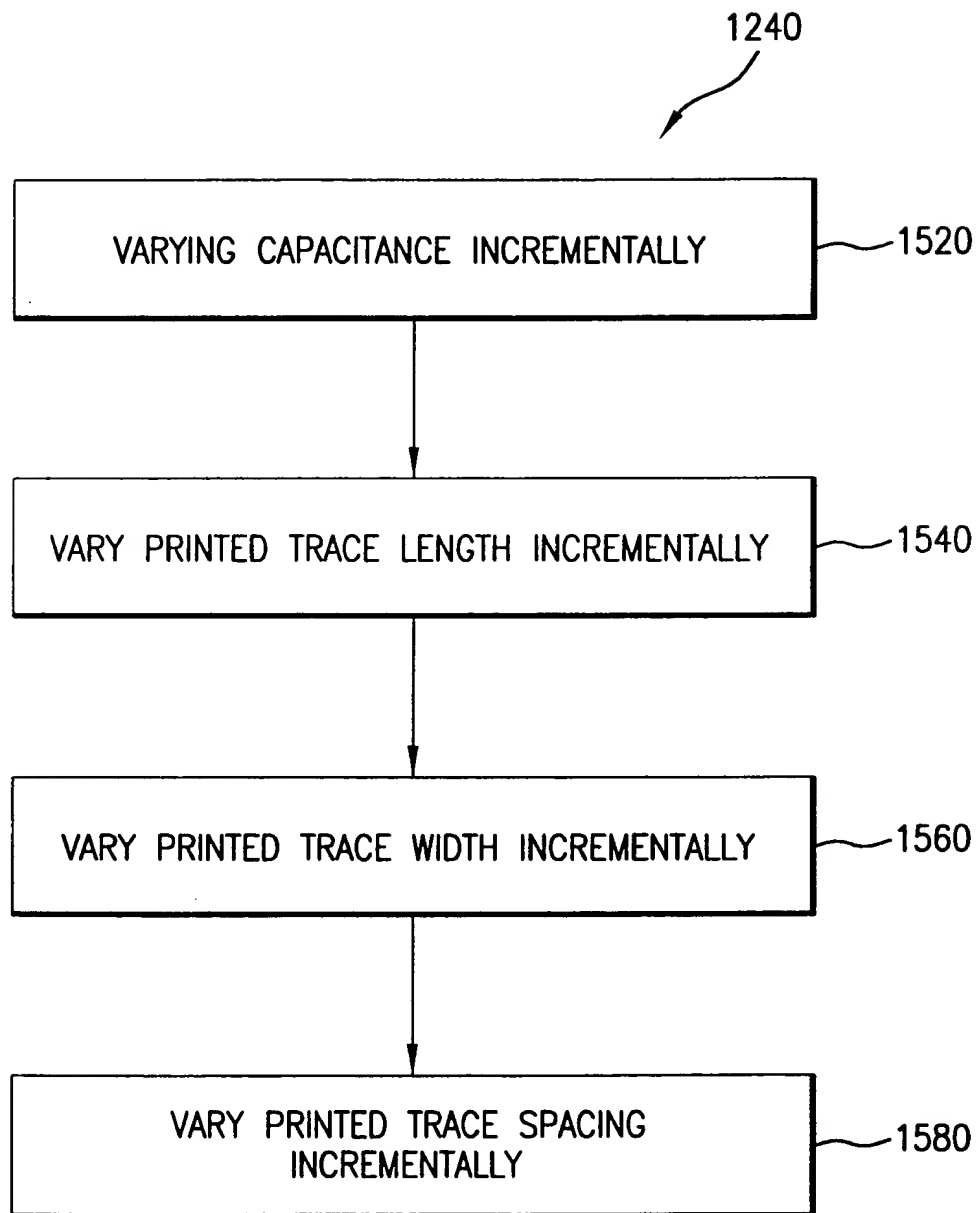 1240
VARYING CAPACITANCE INCREMENTALLY
1520
VARY PRINTED TRACE LENGTH INCREMENTALLY
1540
VARY PRINTED TRACE WIDTH INCREMENTALLY
1560
VARY PRINTED TRACE SPACING
INCREMENTALLY
1580